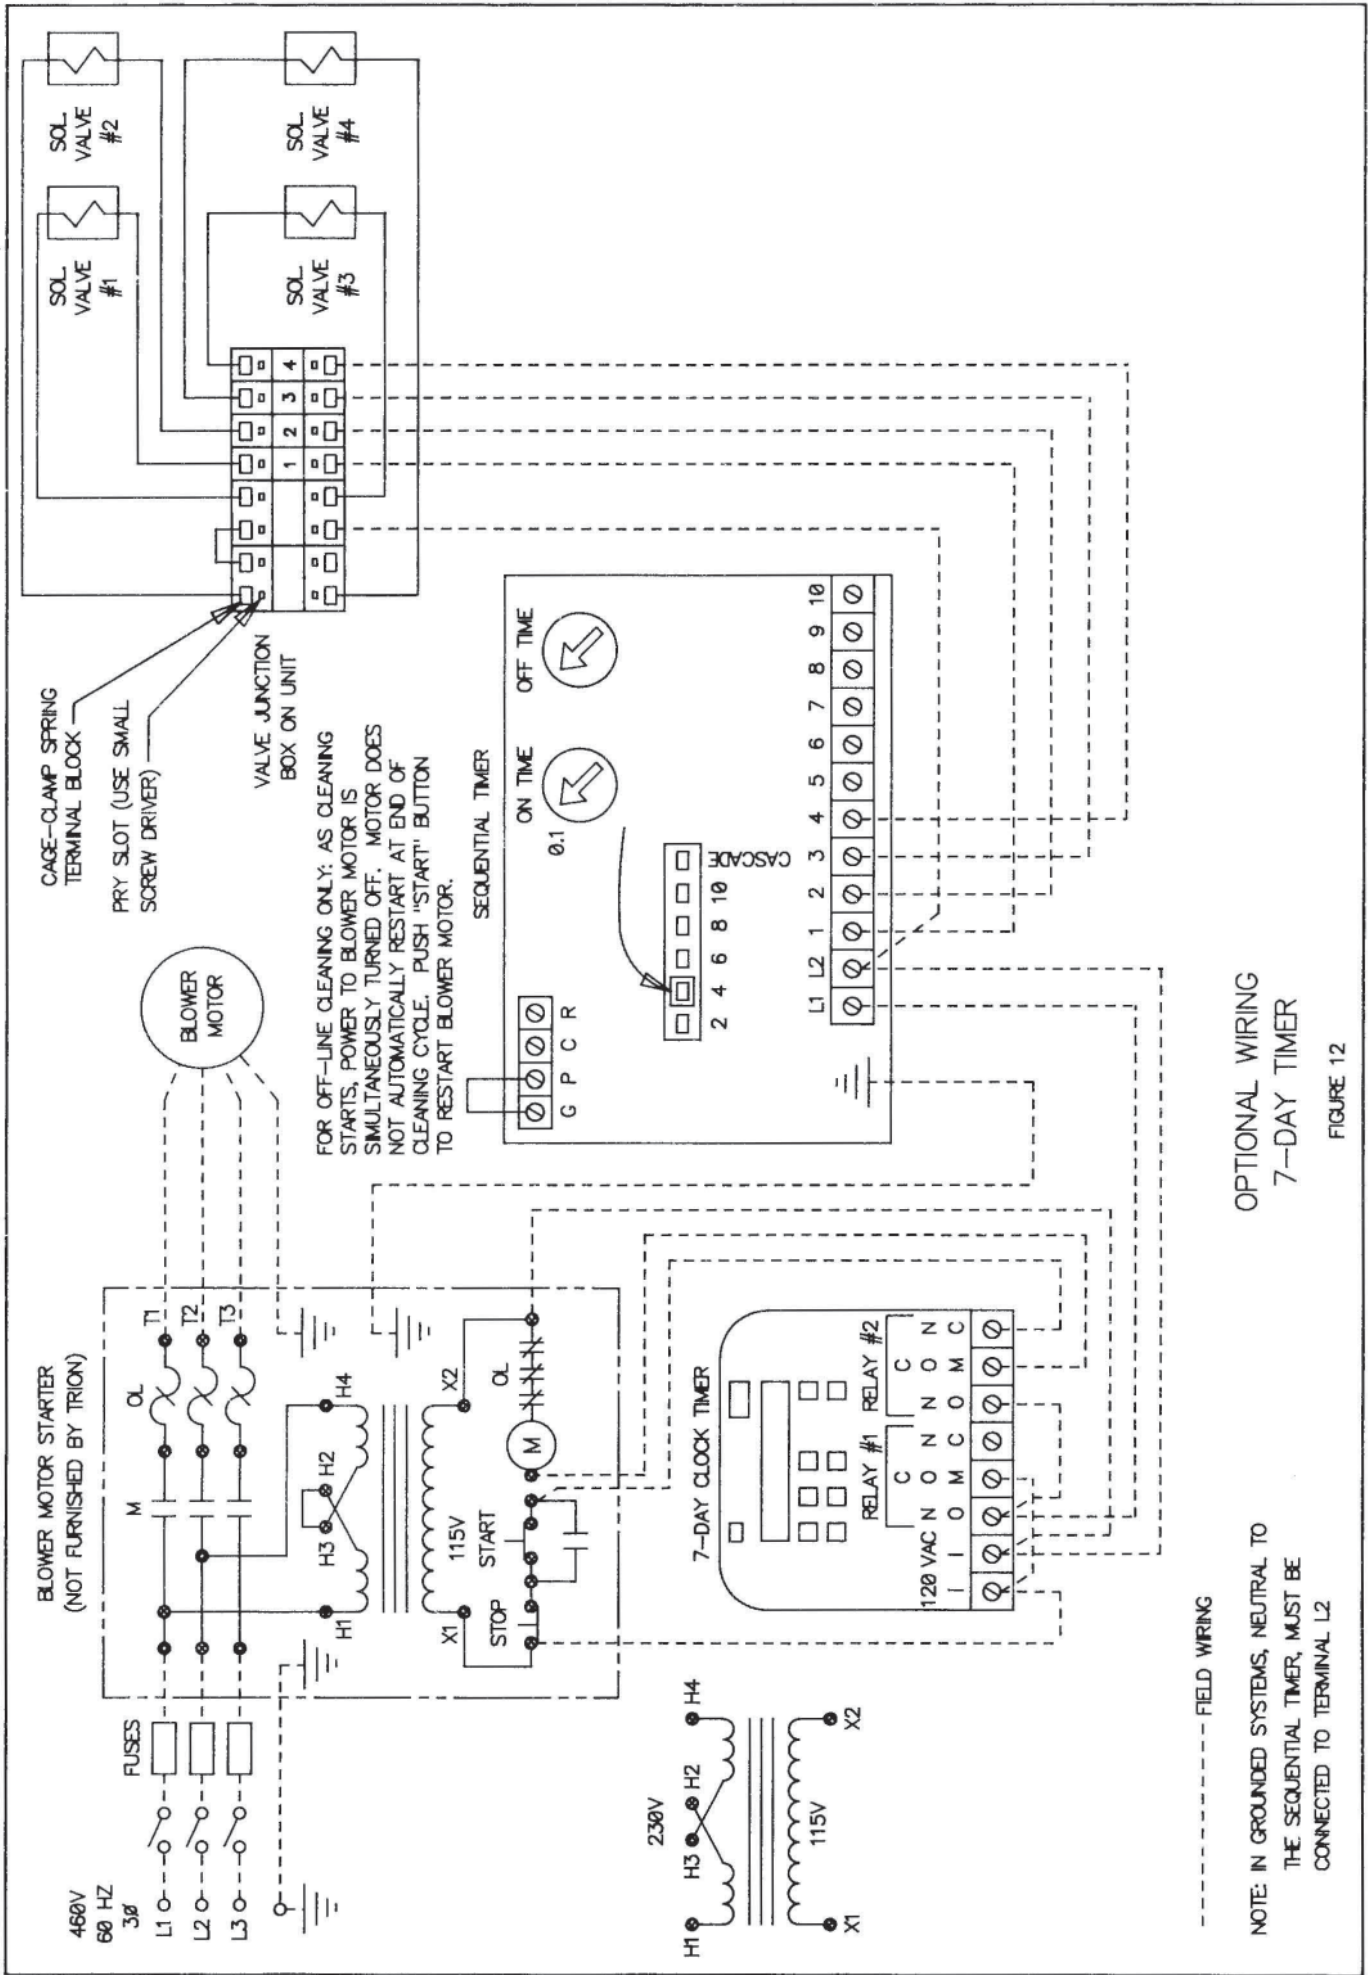 BLOWER MOTOR STARTER
(NOT FURNISHED BY TRION)
460V
60 HZ
3Ø
FUSES
L1
L2
L3
M
OL
T1
T2
T3
BLOWER
MOTOR
H1
H3
H2
H4
X1
115V
X2
STOP
START
M
OL
CAGE-CLAMP SPRING
TERMINAL BLOCK
PRY SLOT (USE SMALL
SCREW DRIVER)
VALVE JUNCTION
BOX ON UNIT
1
2
3
4
SOL.
VALVE
#1
SOL.
VALVE
#2
SOL.
VALVE
#3
SOL.
VALVE
#4
FOR OFF-LINE CLEANING ONLY: AS CLEANING
STARTS, POWER TO BLOWER MOTOR IS
SIMULTANEOUSLY TURNED OFF. MOTOR DOES
NOT AUTOMATICALLY RESTART AT END OF
CLEANING CYCLE. PUSH "START" BUTTON
TO RESTART BLOWER MOTOR.
SEQUENTIAL TIMER
G P C R
0.1
ON TIME
OFF TIME
2 4 6 8 10 CASCADE
L1 L2 1 2 3 4 5 6 7 8 9 10
230V
H1
H3
H2
H4
X1
115V
X2
7-DAY CLOCK TIMER
RELAY #1
RELAY #2
C
C
120 VAC N O N N O N
I I O M C O M C
------- FIELD WIRING
NOTE: IN GROUNDED SYSTEMS, NEUTRAL TO
THE SEQUENTIAL TIMER, MUST BE
CONNECTED TO TERMINAL L2
OPTIONAL WIRING
7-DAY TIMER
FIGURE 12